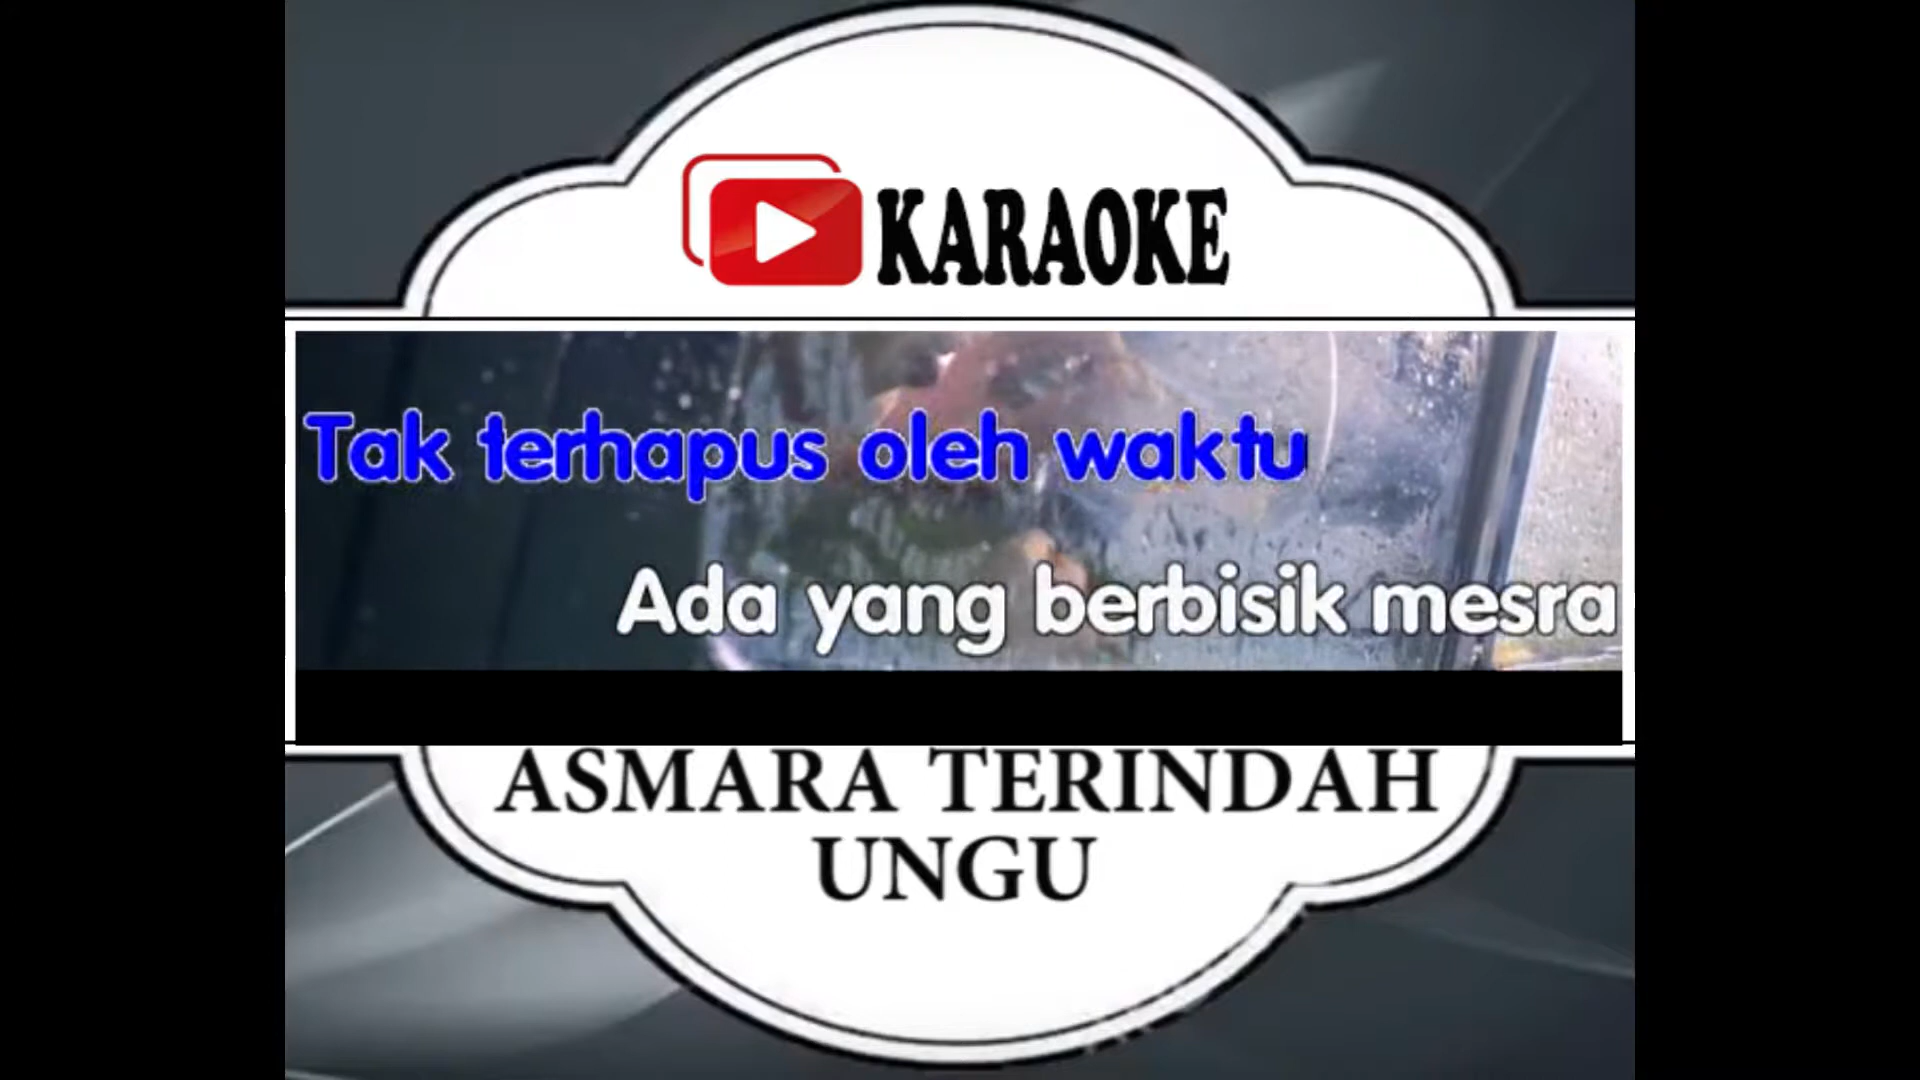 KARAOKE
Tak terhapus oleh waktu
Ada yang berbisik mesra
ASMARA TERINDAH
UNGU